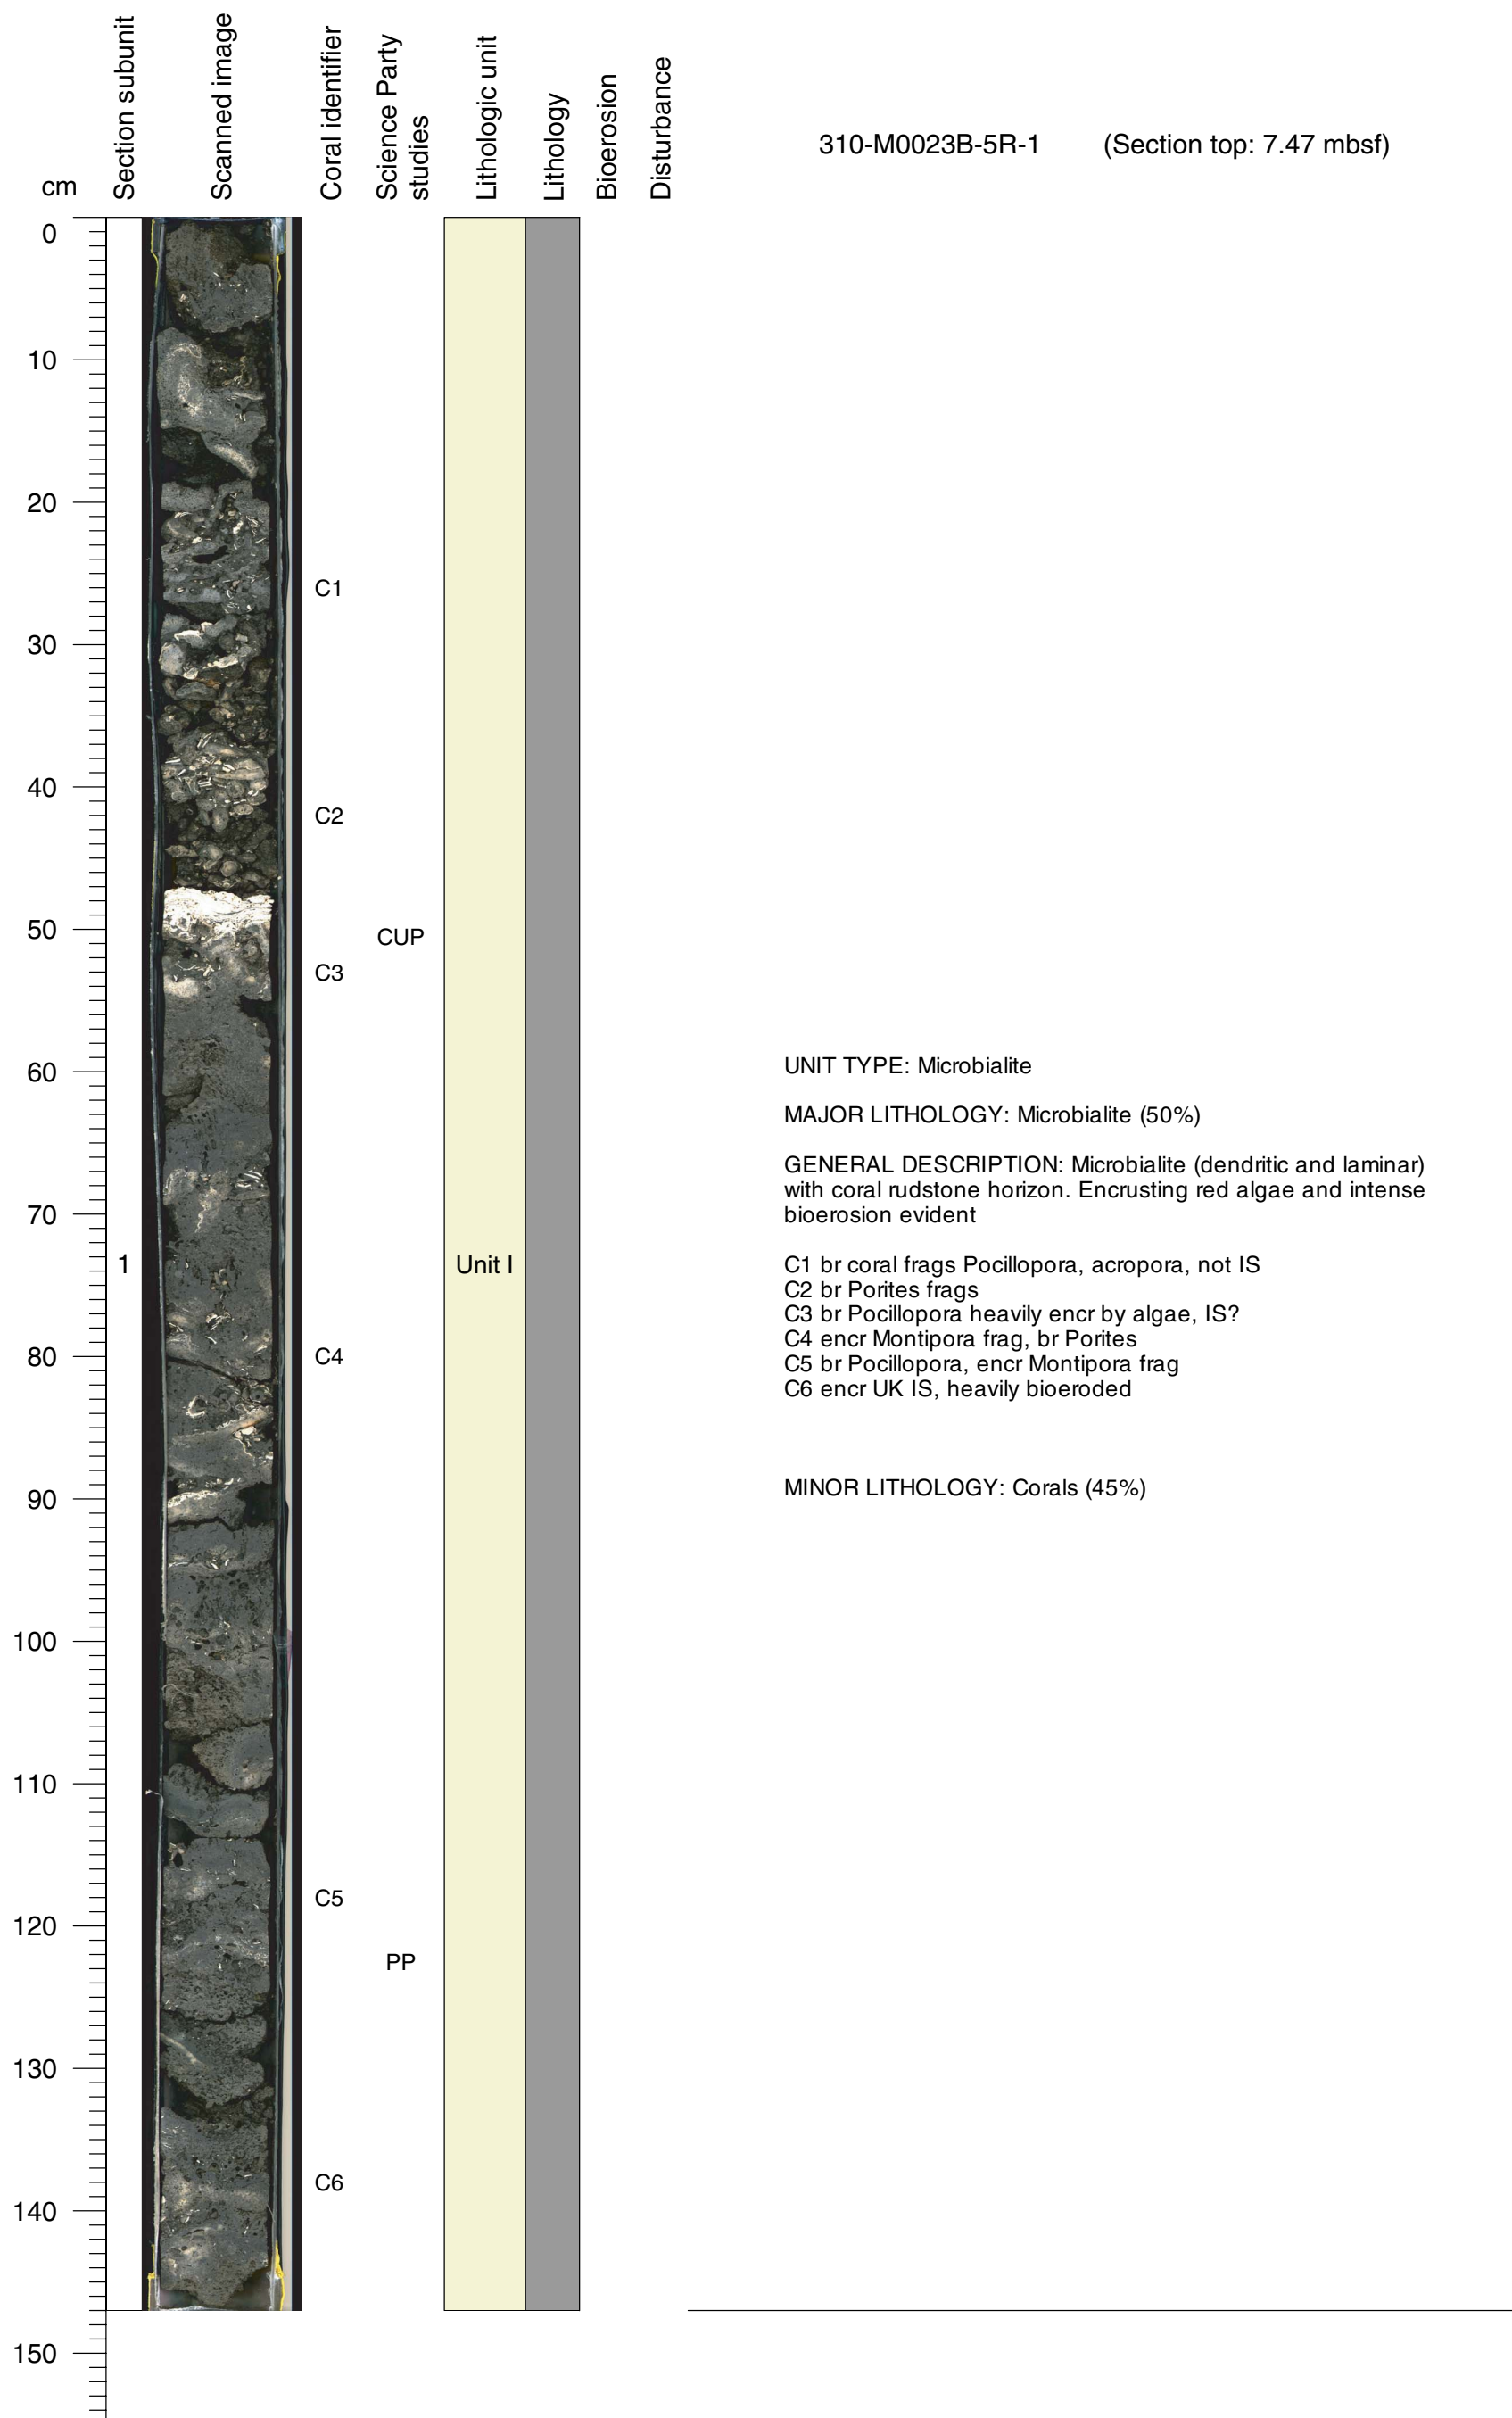 Section subunit
Scanned image
Coral identifier
Science Party
studies
Lithologic unit
Lithology
Bioerosion
Disturbance
310-M0023B-5R-1 (Section top: 7.47 mbsf)
cm
0
10
20
C1
30
40
C2
50
CUP
C3
60
UNIT TYPE: Microbialite
MAJOR LITHOLOGY: Microbialite (50%)
GENERAL DESCRIPTION: Microbialite (dendritic and laminar)
with coral rudstone horizon. Encrusting red algae and intense
bioerosion evident
70
1
Unit I
C1 br coral frags Pocillopora, acropora, not IS
C2 br Porites frags
C3 br Pocillopora heavily encr by algae, IS?
C4 encr Montipora frag, br Porites
C5 br Pocillopora, encr Montipora frag
C6 encr UK IS, heavily bioeroded
80
C4
90
MINOR LITHOLOGY: Corals (45%)
100
110
C5
120
PP
130
C6
140
150